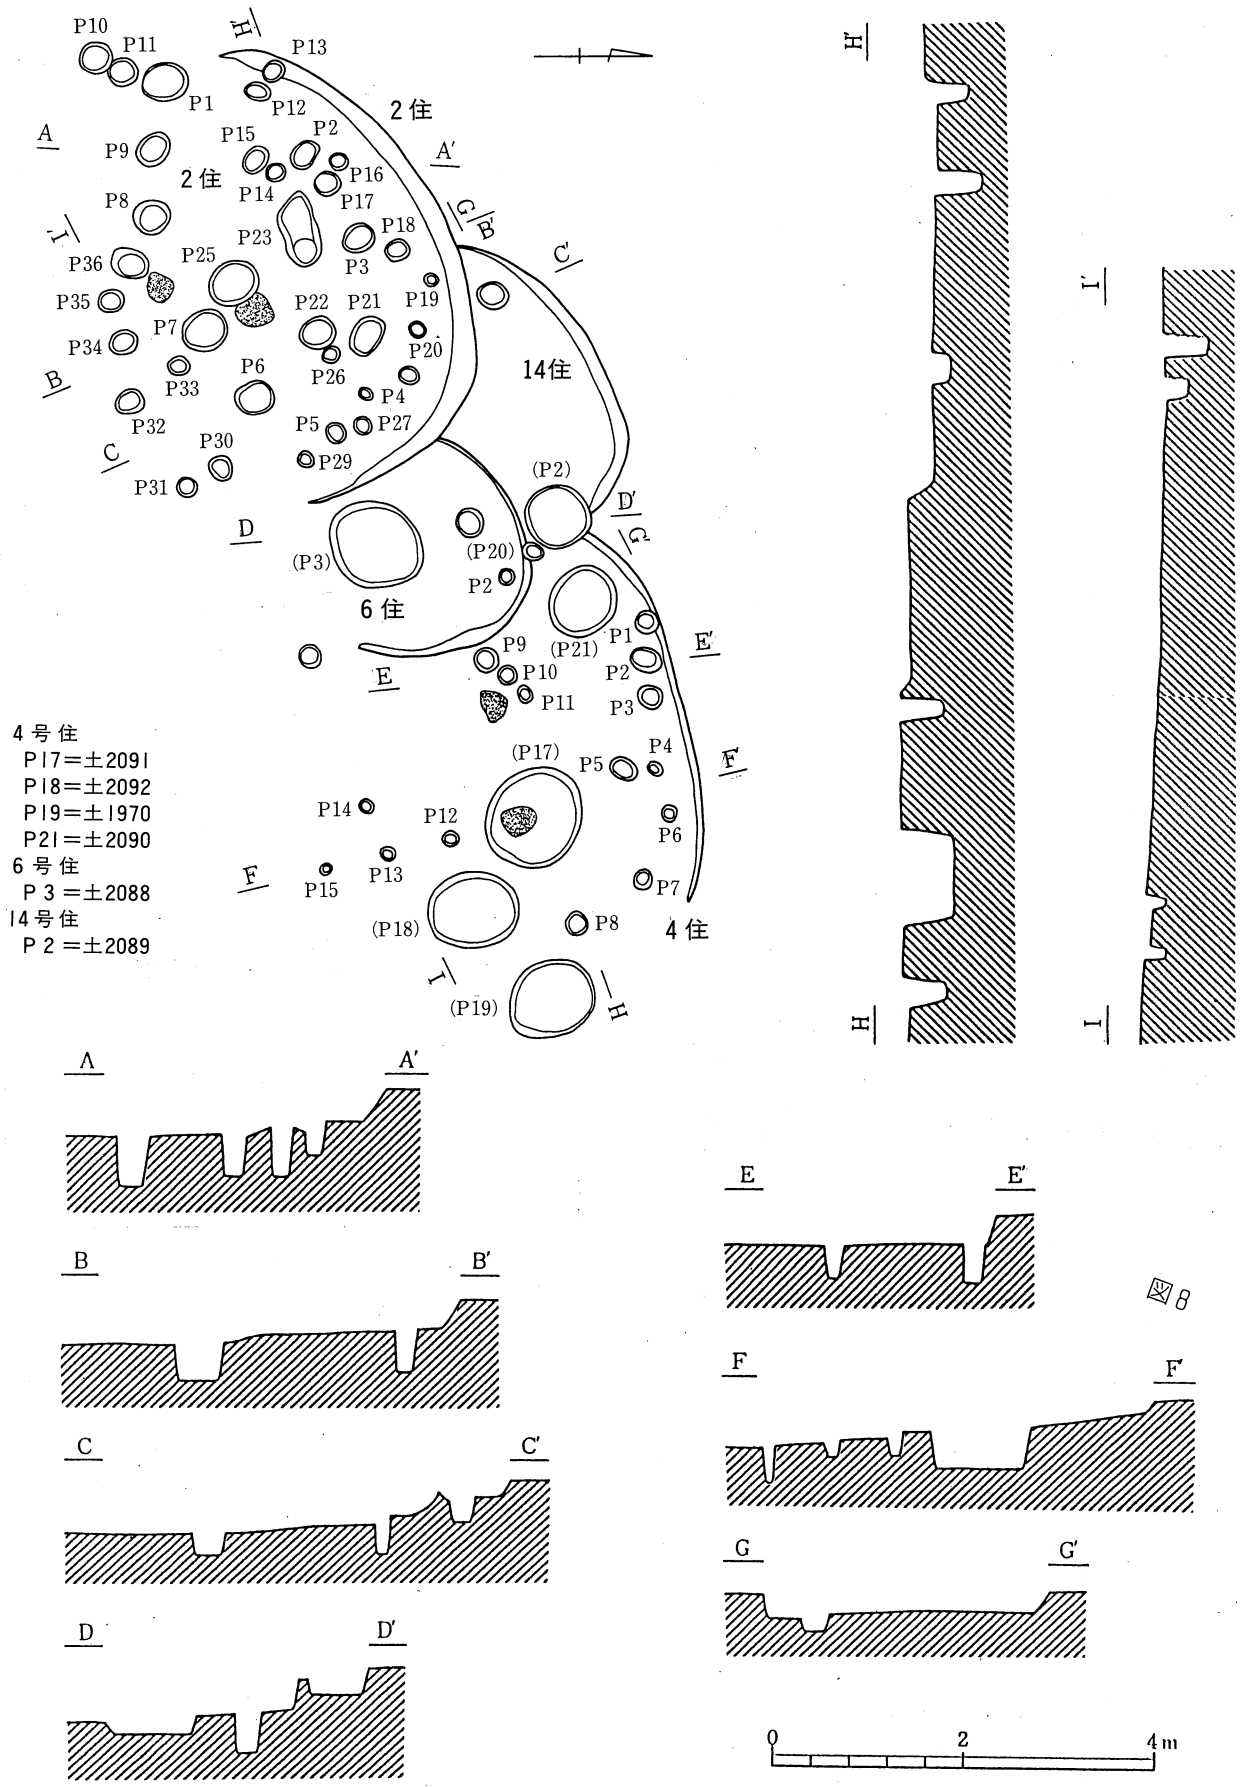 H'
P10
P11
P13
P1
P12
2住
A
P9
P15
P2
A'
2住
P14
P16
P17
P8
G
B'
C'
I'
P36
P25
P23
P18
P3
P35
P22
P21
P19
P7
P34
P20
P33
P6
P26
14住
B
P4
P32
P5
P27
C
P30
P29
P31
(P2)
D
D'
G'
(P20)
(P3)
P2
6住
P1
(P21)
P9
E'
E
P10
P2
P11
P3
(P17)
P5
P4
F'
P14
P12
P6
P13
F
P15
P7
(P18)
P8
4住
I
(P19)
H
4号住
P17=土2091
P18=土2092
P19=土1970
P21=土2090
6号住
P3=土2088
14号住
P2=土2089
H'
I'
H
I
A
A'
B
B'
C
C'
D
D'
E
E'
図8
F
F'
G
G'
0
2
4m